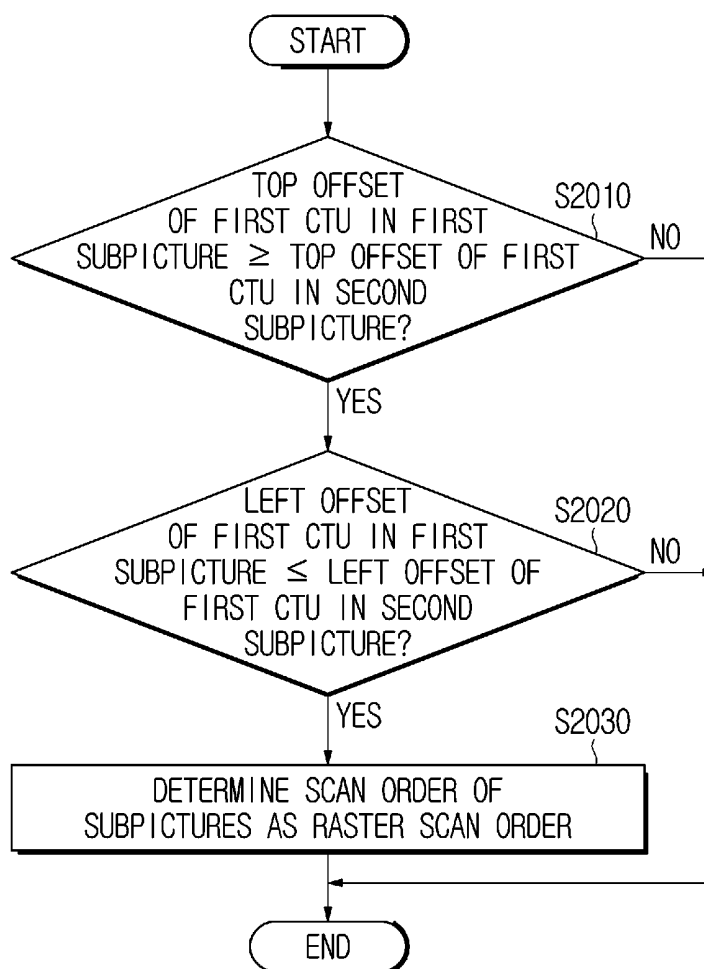 START
TOP OFFSET
OF FIRST CTU IN FIRST
SUBPICTURE ≥ TOP OFFSET OF FIRST
CTU IN SECOND
SUBPICTURE?
S2010
NO
YES
LEFT OFFSET
OF FIRST CTU IN FIRST
SUBPICTURE ≤ LEFT OFFSET OF
FIRST CTU IN SECOND
SUBPICTURE?
S2020
NO
YES
S2030
DETERMINE SCAN ORDER OF
SUBPICTURES AS RASTER SCAN ORDER
END